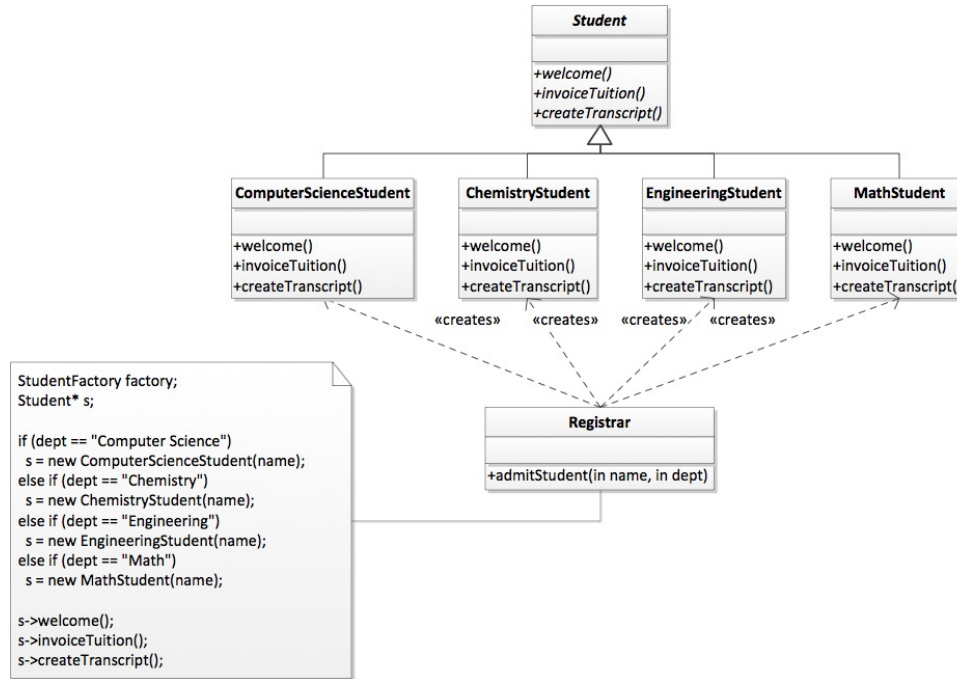 Student
+welcome()
+invoiceTuition()
+createTranscript()
ComputerScienceStudent
+welcome()
+invoiceTuition()
+createTranscript()
ChemistryStudent
+welcome()
+invoiceTuition()
+createTranscript()
EngineeringStudent
+welcome()
+invoiceTuition()
+createTranscript()
MathStudent
+welcome()
+invoiceTuition()
+createTranscript()
«creates»
«creates»
«creates»
«creates»
StudentFactory factory;
Student* s;
if (dept == "Computer Science")
s = new ComputerScienceStudent(name);
else if (dept == "Chemistry")
s = new ChemistryStudent(name);
else if (dept == "Engineering")
s = new EngineeringStudent(name);
else if (dept == "Math")
s = new MathStudent(name);
s->welcome();
s->invoiceTuition();
s->createTranscript();
Registrar
+admitStudent(in name, in dept)